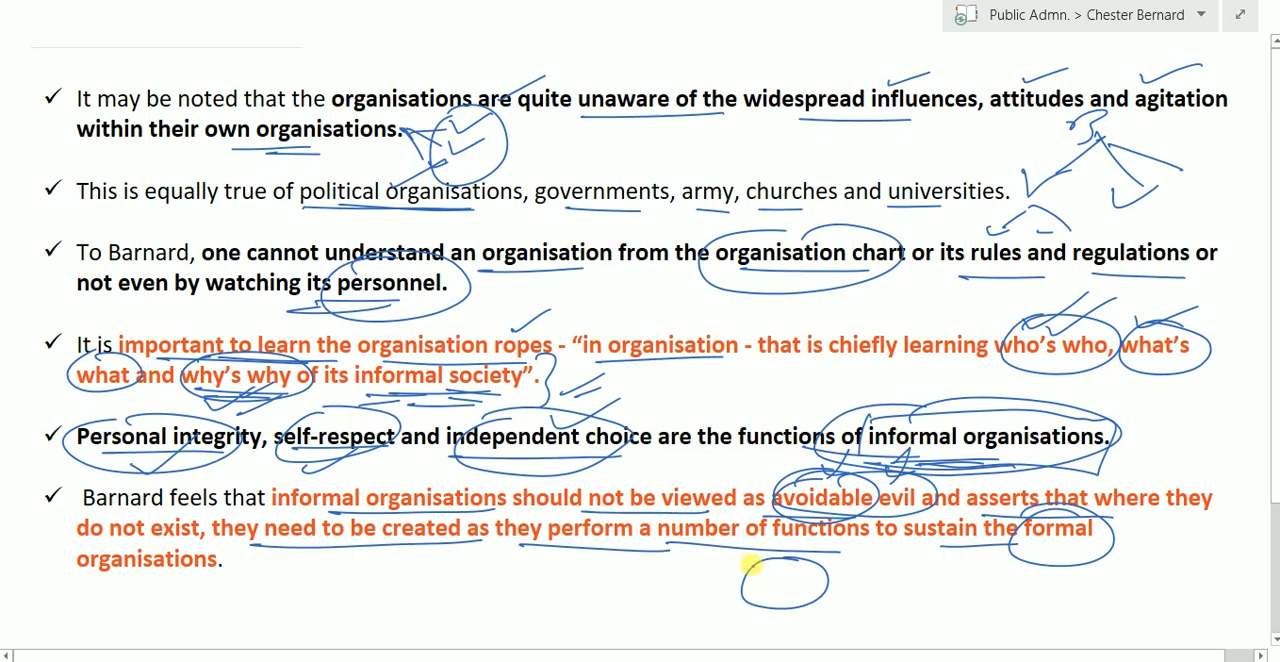 Public Admn. > Chester Bernard
✓ It may be noted that the organisations are quite unaware of the widespread influences, attitudes and agitation
within their own organisations.
✓ This is equally true of political organisations, governments, army, churches and universities.
✓ To Barnard, one cannot understand an organisation from the organisation chart or its rules and regulations or
not even by watching its personnel.
✓ It is important to learn the organisation ropes - “in organisation - that is chiefly learning who's who, what's
what and why's why of its informal society”.
✓ Personal integrity, self-respect and independent choice are the functions of informal organisations.
✓ Barnard feels that informal organisations should not be viewed as avoidable evil and asserts that where they
do not exist, they need to be created as they perform a number of functions to sustain the formal
organisations.